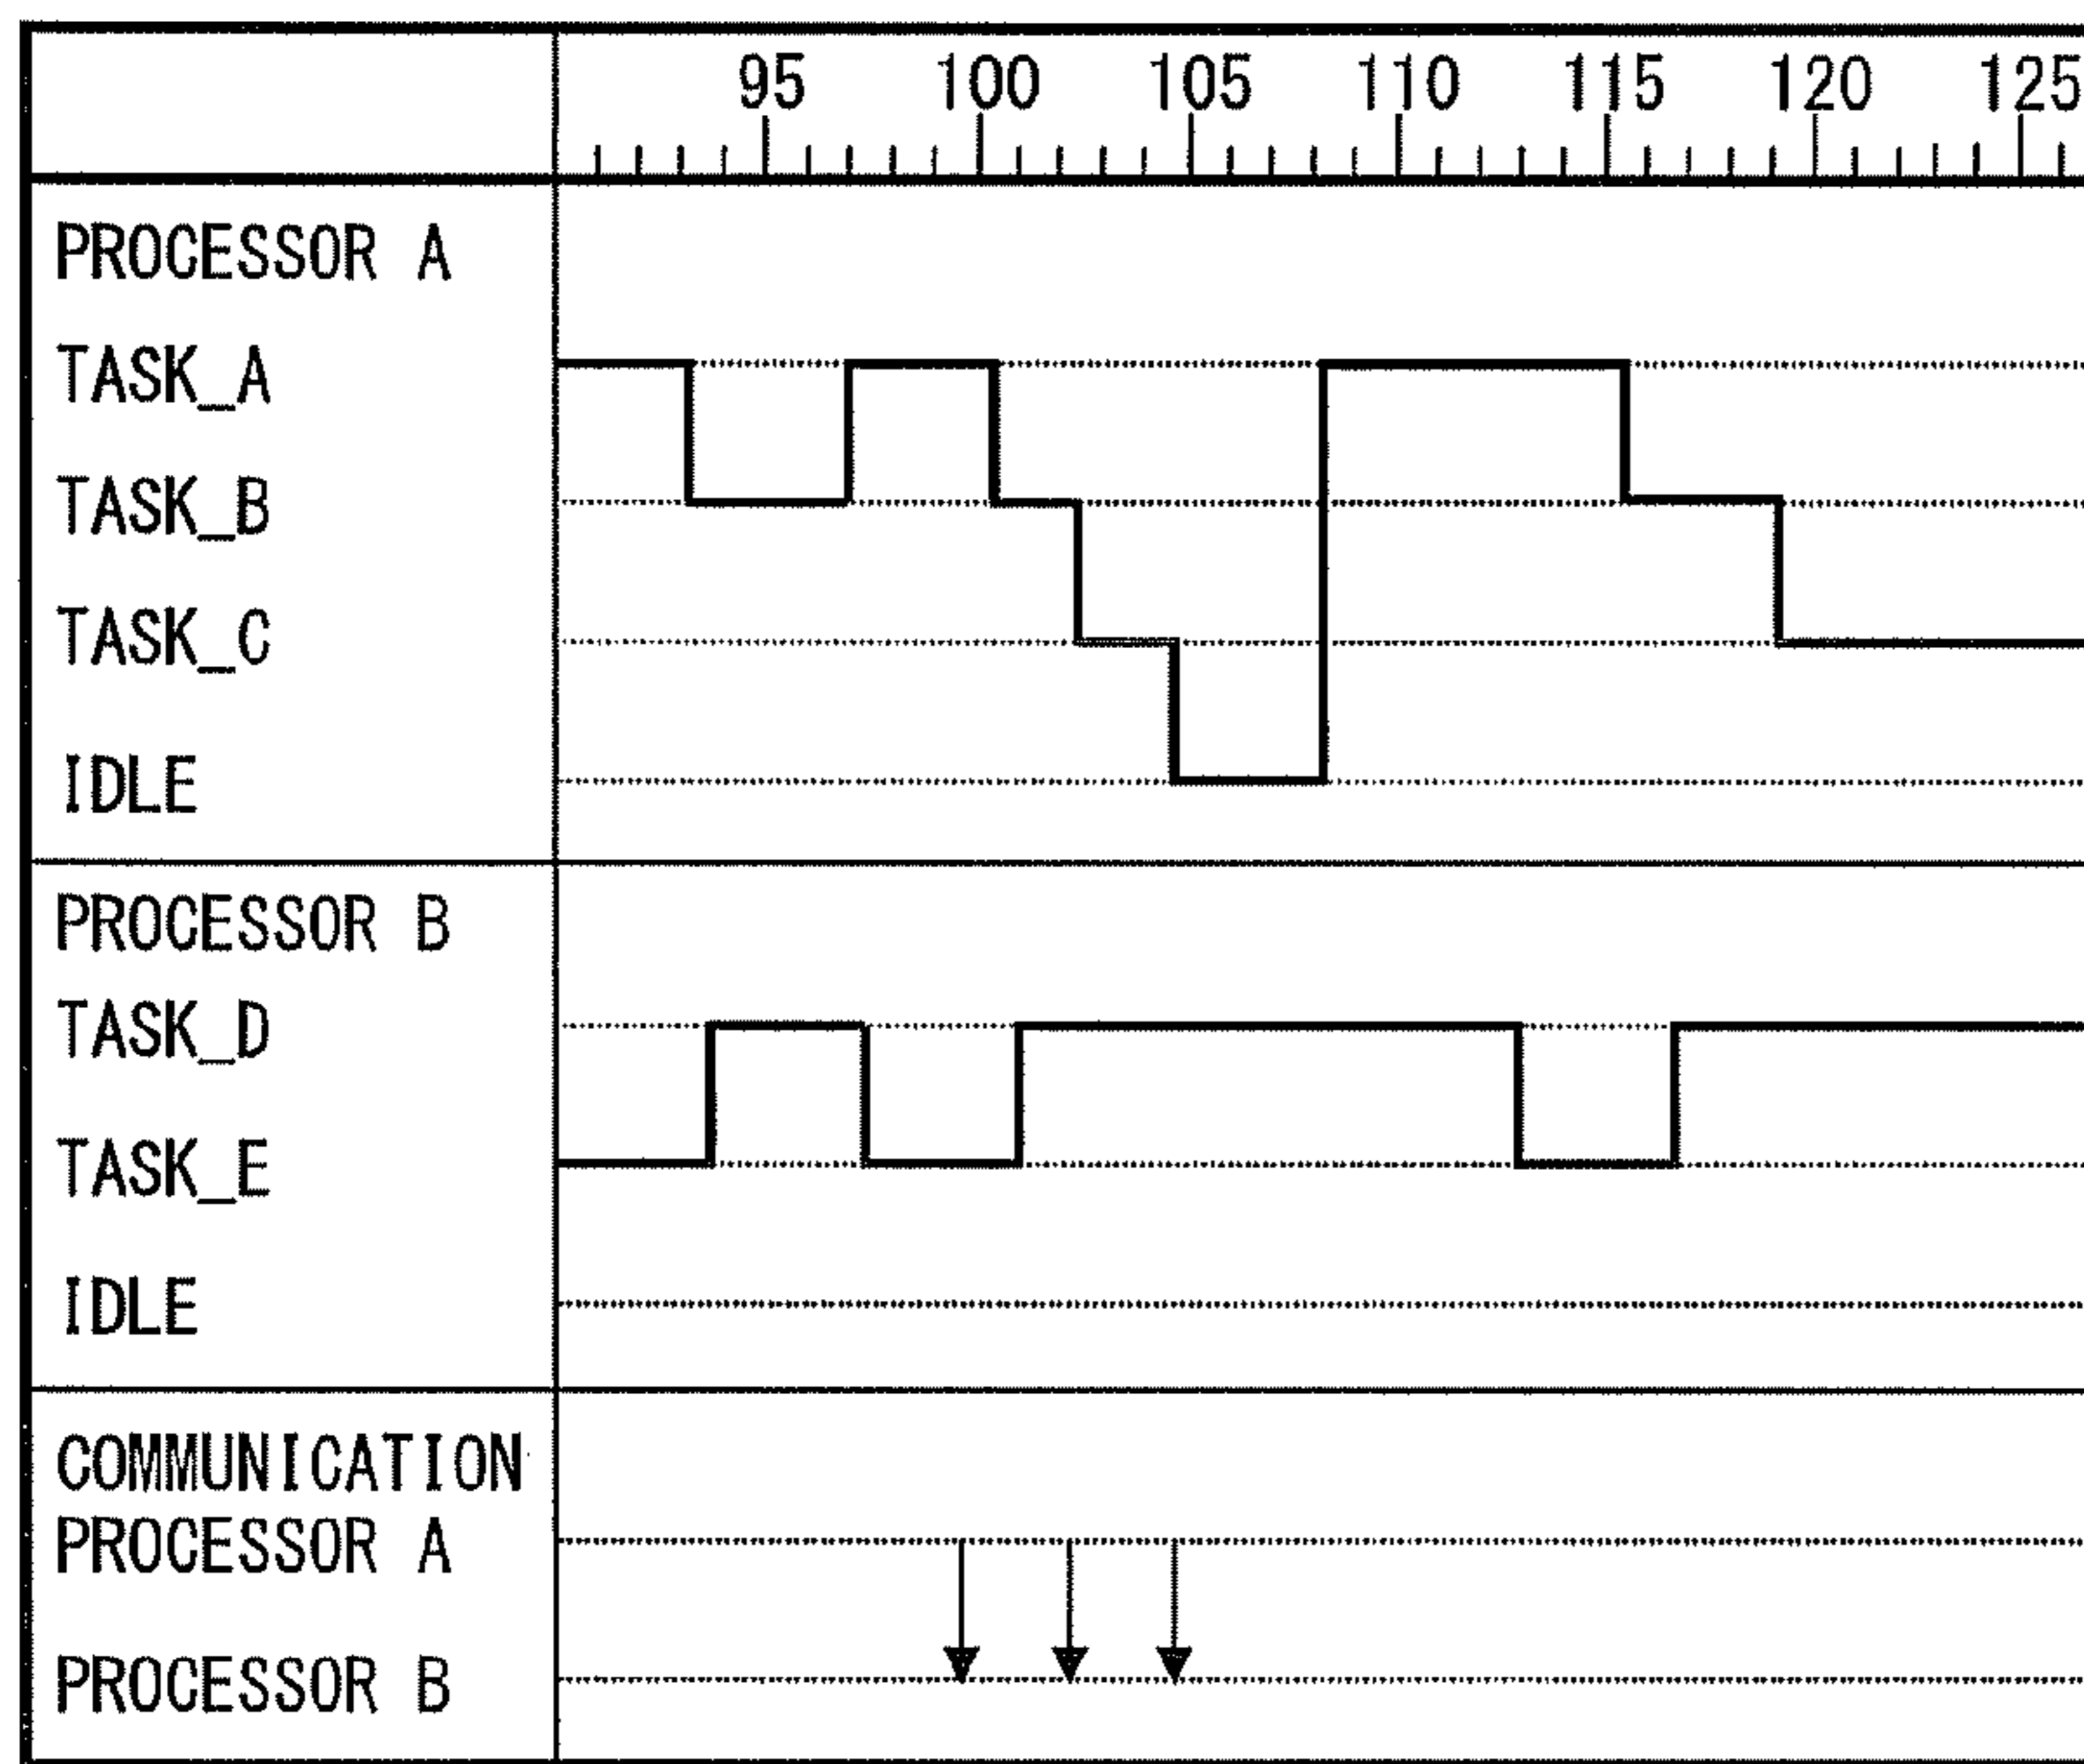 95 100 105 110 115 120 125
PROCESSOR A
TASK_A
TASK_B
TASK_C
IDLE
PROCESSOR B
TASK_D
TASK_E
IDLE
COMMUNICATION
PROCESSOR A
PROCESSOR B